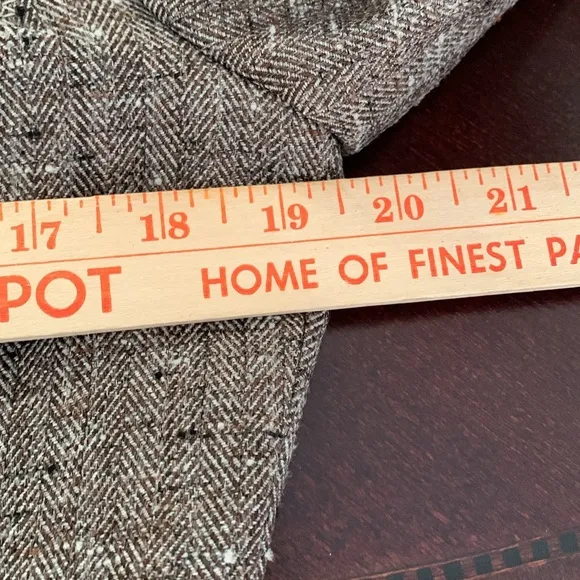 17 18 19 20 21
POT HOME OF FINEST PA